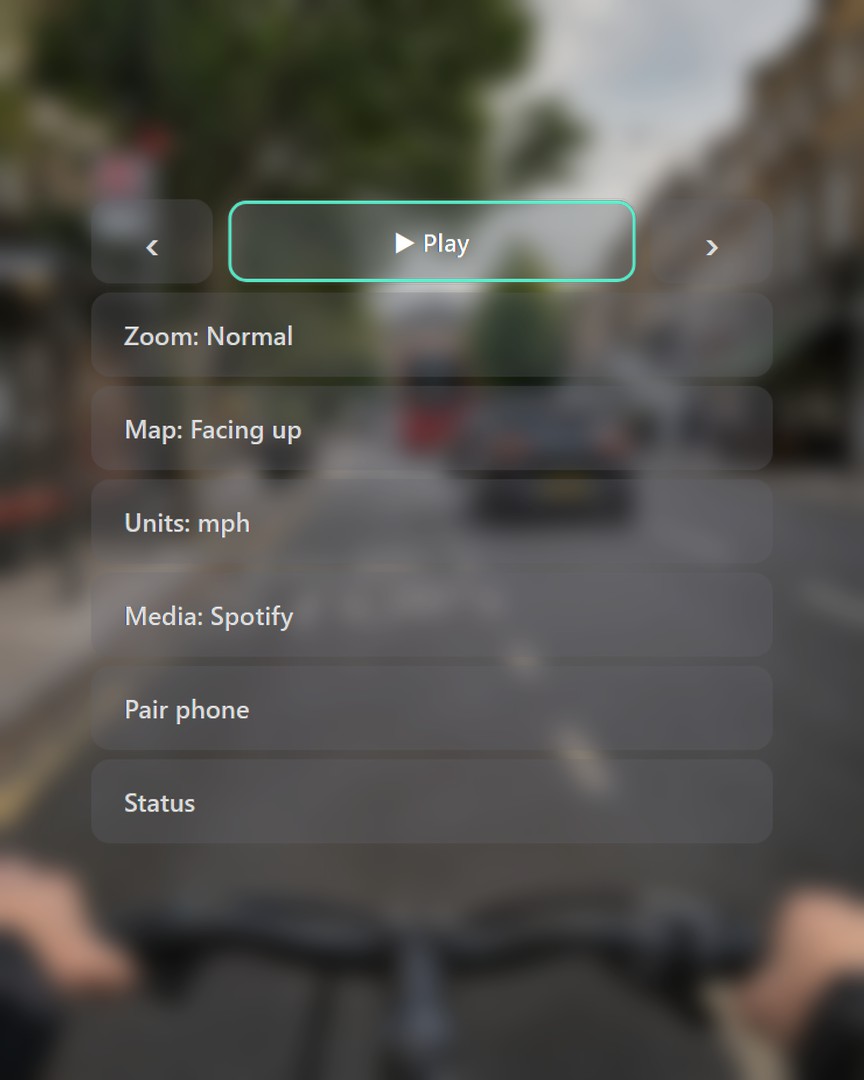 ‹ ▶ Play ›
Zoom: Normal
Map: Facing up
Units: mph
Media: Spotify
Pair phone
Status